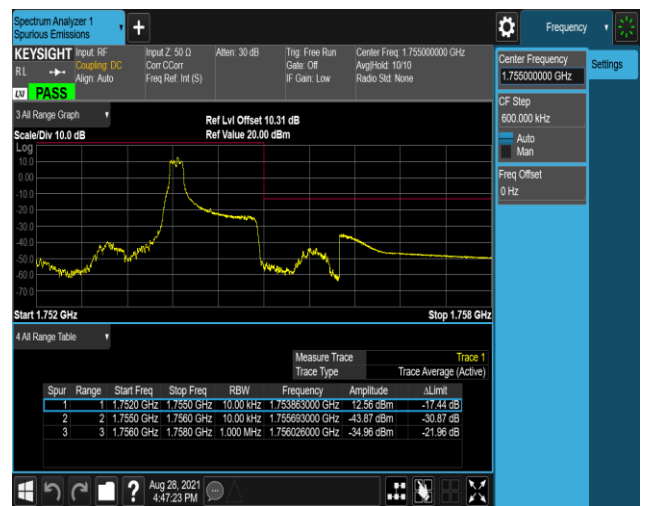 Spectrum Analyzer 1
Spurious Emissions
Frequency
KEYSIGHT Input: RF Input Z: 50 Ω Atten: 30 dB Trig: Free Run Center Freq: 1.755000000 GHz
RL Coupling: DC Corr CCorr Gate: Off Avg|Hold: 10/10
Align: Auto Freq Ref: Int (S) IF Gain: Low Radio Std: None
LXI PASS
Center Frequency
1.755000000 GHz
Settings
CF Step
600.000 kHz
Auto
Man
Freq Offset
0 Hz
3 All Range Graph
Ref Lvl Offset 10.31 dB
Scale/Div 10.0 dB Ref Value 20.00 dBm
Log
10.0
0.00
-10.0
-20.0
-30.0
-40.0
-50.0
-60.0
-70.0
Start 1.752 GHz Stop 1.758 GHz
4 All Range Table
Measure Trace Trace 1
Trace Type Trace Average (Active)
Spur Range Start Freq Stop Freq RBW Frequency Amplitude ΔLimit
1 1 1.7520 GHz 1.7550 GHz 10.00 kHz 1.753863000 GHz 12.56 dBm -17.44 dB
2 2 1.7550 GHz 1.7560 GHz 10.00 kHz 1.755693000 GHz -43.87 dBm -30.87 dB
3 3 1.7560 GHz 1.7580 GHz 1.000 MHz 1.756026000 GHz -34.96 dBm -21.96 dB
Aug 28, 2021
4:47:23 PM